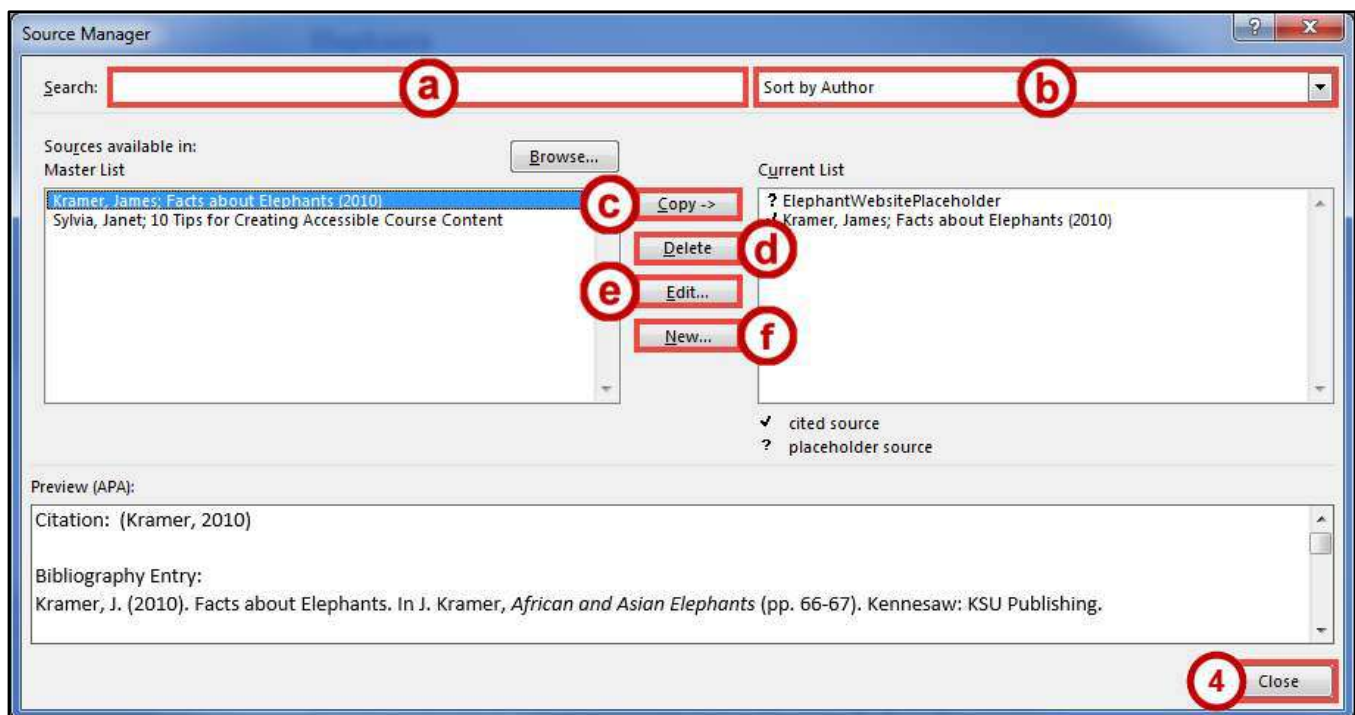 Source Manager
Search: a Sort by Author b
Sources available in:
Master List Browse... Current List
Kramer, James; Facts about Elephants (2010) c Copy -> ? ElephantWebsitePlaceholder
Sylvia, Janet; 10 Tips for Creating Accessible Course Content ✓ Kramer, James; Facts about Elephants (2010)
Delete d
e Edit...
New... f
✓ cited source
? placeholder source
Preview (APA):
Citation: (Kramer, 2010)
Bibliography Entry:
Kramer, J. (2010). Facts about Elephants. In J. Kramer, African and Asian Elephants (pp. 66-67). Kennesaw: KSU Publishing.
4 Close